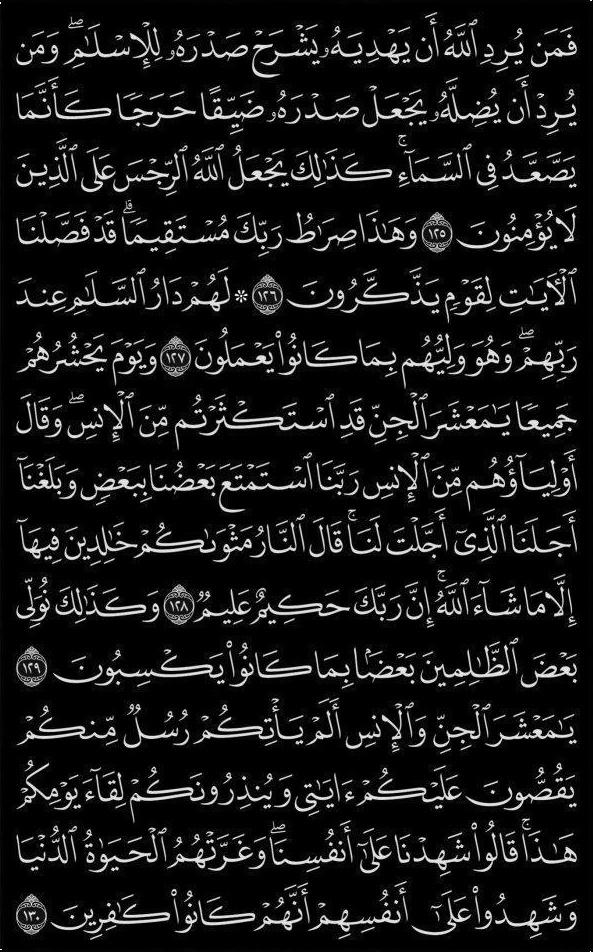 فَمَن يُرِدِ ٱللَّهُ أَن يَهْدِيَهُۥ يَشْرَحْ صَدْرَهُۥ لِلْإِسْلَٰمِۖ وَمَن
يُرِدْ أَن يُضِلَّهُۥ يَجْعَلْ صَدْرَهُۥ ضَيِّقًا حَرَجٗا كَأَنَّمَا
يَصَّعَّدُ فِي ٱلسَّمَآءِۚ كَذَٰلِكَ يَجْعَلُ ٱللَّهُ ٱلرِّجْسَ عَلَى ٱلَّذِينَ
لَا يُؤْمِنُونَ ١٢٥ وَهَٰذَا صِرَٰطُ رَبِّكَ مُسْتَقِيمٗاۗ قَدْ فَصَّلْنَا
ٱلْأٓيَٰتِ لِقَوْمٖ يَذَّكَّرُونَ ١٢٦ ۞ لَهُمْ دَارُ ٱلسَّلَٰمِ عِندَ
رَبِّهِمْۖ وَهُوَ وَلِيُّهُم بِمَا كَانُوا۟ يَعْمَلُونَ ١٢٧ وَيَوْمَ يَحْشُرُهُمْ
جَمِيعٗا يَٰمَعْشَرَ ٱلْجِنِّ قَدِ ٱسْتَكْثَرْتُم مِّنَ ٱلْإِنسِۖ وَقَالَ
أَوْلِيَآؤُهُم مِّنَ ٱلْإِنسِ رَبَّنَا ٱسْتَمْتَعَ بَعْضُنَا بِبَعْضٖ وَبَلَغْنَآ
أَجَلَنَا ٱلَّذِيٓ أَجَّلْتَ لَنَاۚ قَالَ ٱلنَّارُ مَثْوَىٰكُمْ خَٰلِدِينَ فِيهَآ
إِلَّا مَا شَآءَ ٱللَّهُۚ إِنَّ رَبَّكَ حَكِيمٌ عَلِيمٞ ١٢٨ وَكَذَٰلِكَ نُوَلِّي
بَعْضَ ٱلظَّٰلِمِينَ بَعْضَۢا بِمَا كَانُوا۟ يَكْسِبُونَ ١٢٩
يَٰمَعْشَرَ ٱلْجِنِّ وَٱلْإِنسِ أَلَمْ يَأْتِكُمْ رُسُلٞ مِّنكُمْ
يَقُصُّونَ عَلَيْكُمْ ءَايَٰتِي وَيُنذِرُونَكُمْ لِقَآءَ يَوْمِكُمْ
هَٰذَاۚ قَالُوا۟ شَهِدْنَا عَلَىٰٓ أَنفُسِنَاۖ وَغَرَّتْهُمُ ٱلْحَيَوٰةُ ٱلدُّنْيَا
وَشَهِدُوا۟ عَلَىٰٓ أَنفُسِهِمْ أَنَّهُمْ كَانُوا۟ كَٰفِرِينَ ١٣٠